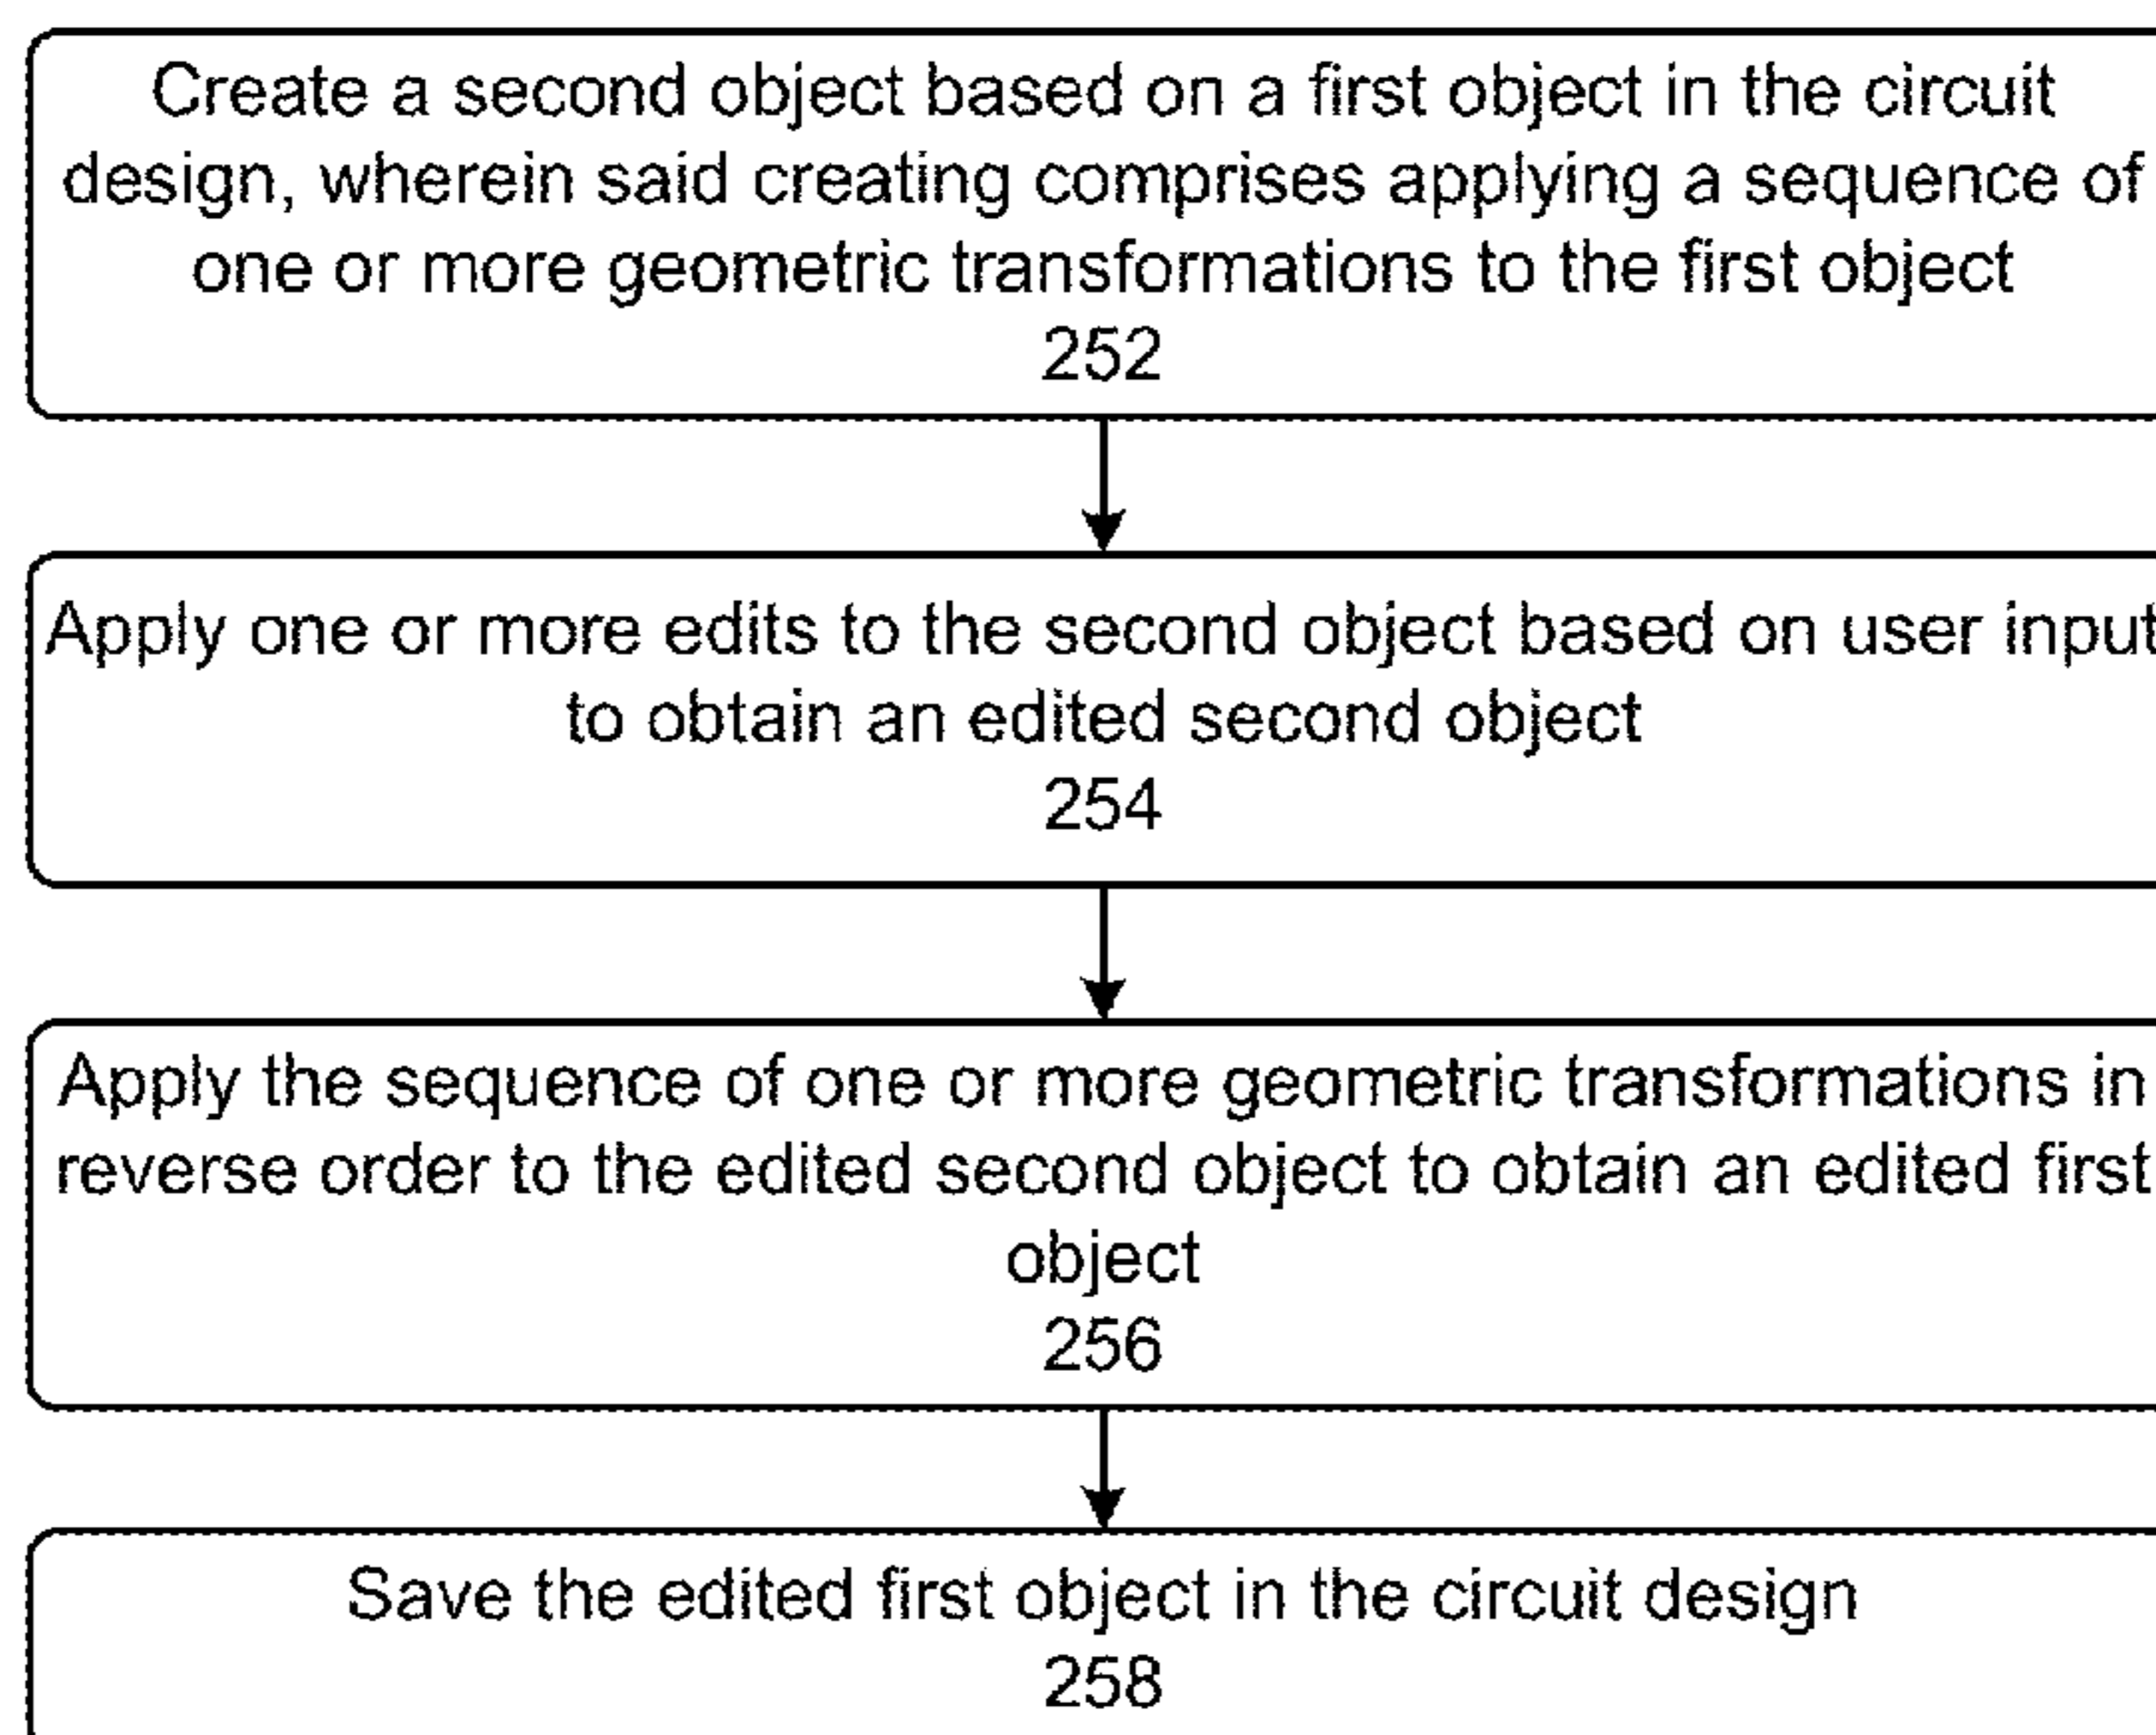 Create a second object based on a first object in the circuit
design, wherein said creating comprises applying a sequence of
one or more geometric transformations to the first object
252
Apply one or more edits to the second object based on user input
to obtain an edited second object
254
Apply the sequence of one or more geometric transformations in
reverse order to the edited second object to obtain an edited first
object
256
Save the edited first object in the circuit design
258